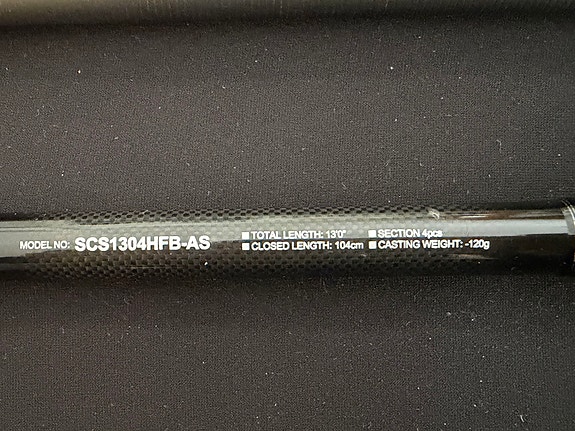 MODEL NO: SCS1304HFB-AS
■ TOTAL LENGTH: 13'0" ■ SECTION 4pcs
■ CLOSED LENGTH: 104cm ■ CASTING WEIGHT: -120g